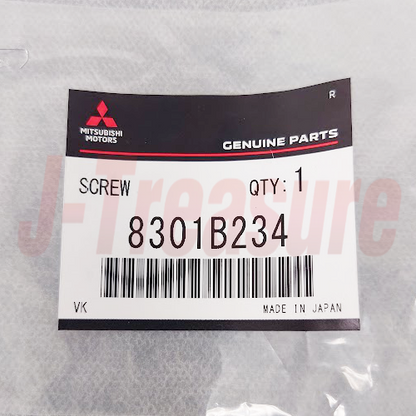 R
MITSUBISHI
MOTORS
GENUINE PARTS
SCREW QTY: 1
J-Treasure
8301B234
VK MADE IN JAPAN